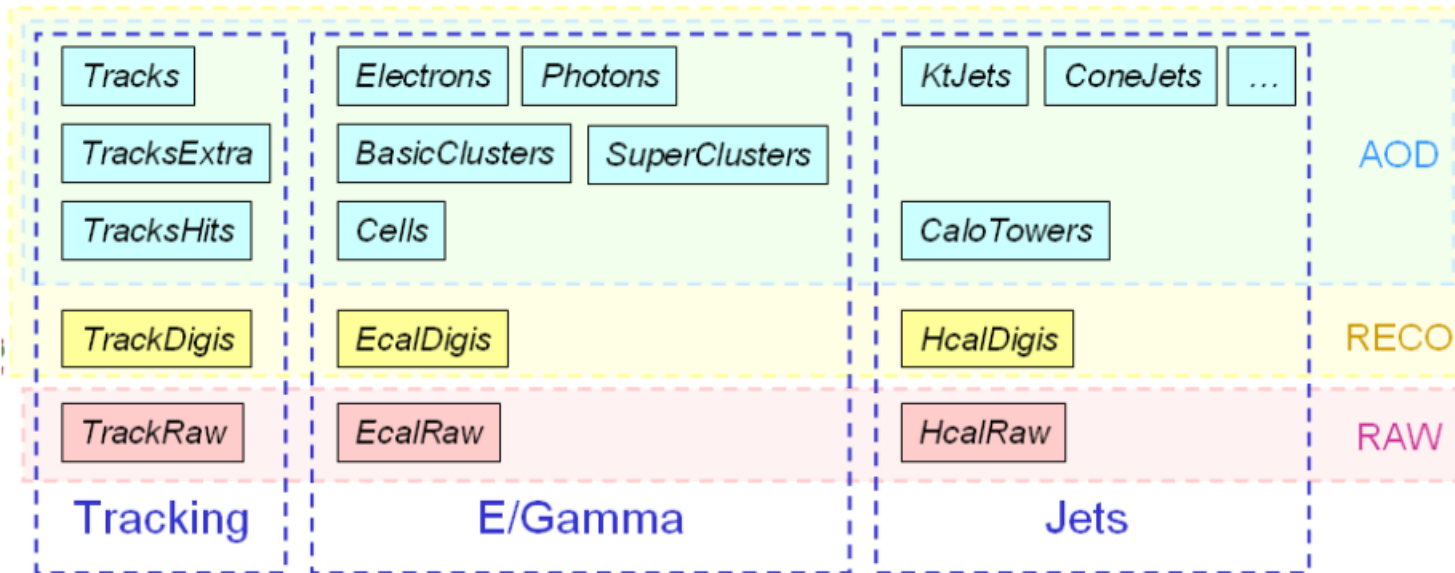 Tracks Electrons Photons KtJets ConeJets ...
TracksExtra BasicClusters SuperClusters AOD
TracksHits Cells CaloTowers
TrackDigis EcalDigis HcalDigis RECO
TrackRaw EcalRaw HcalRaw RAW
Tracking E/Gamma Jets